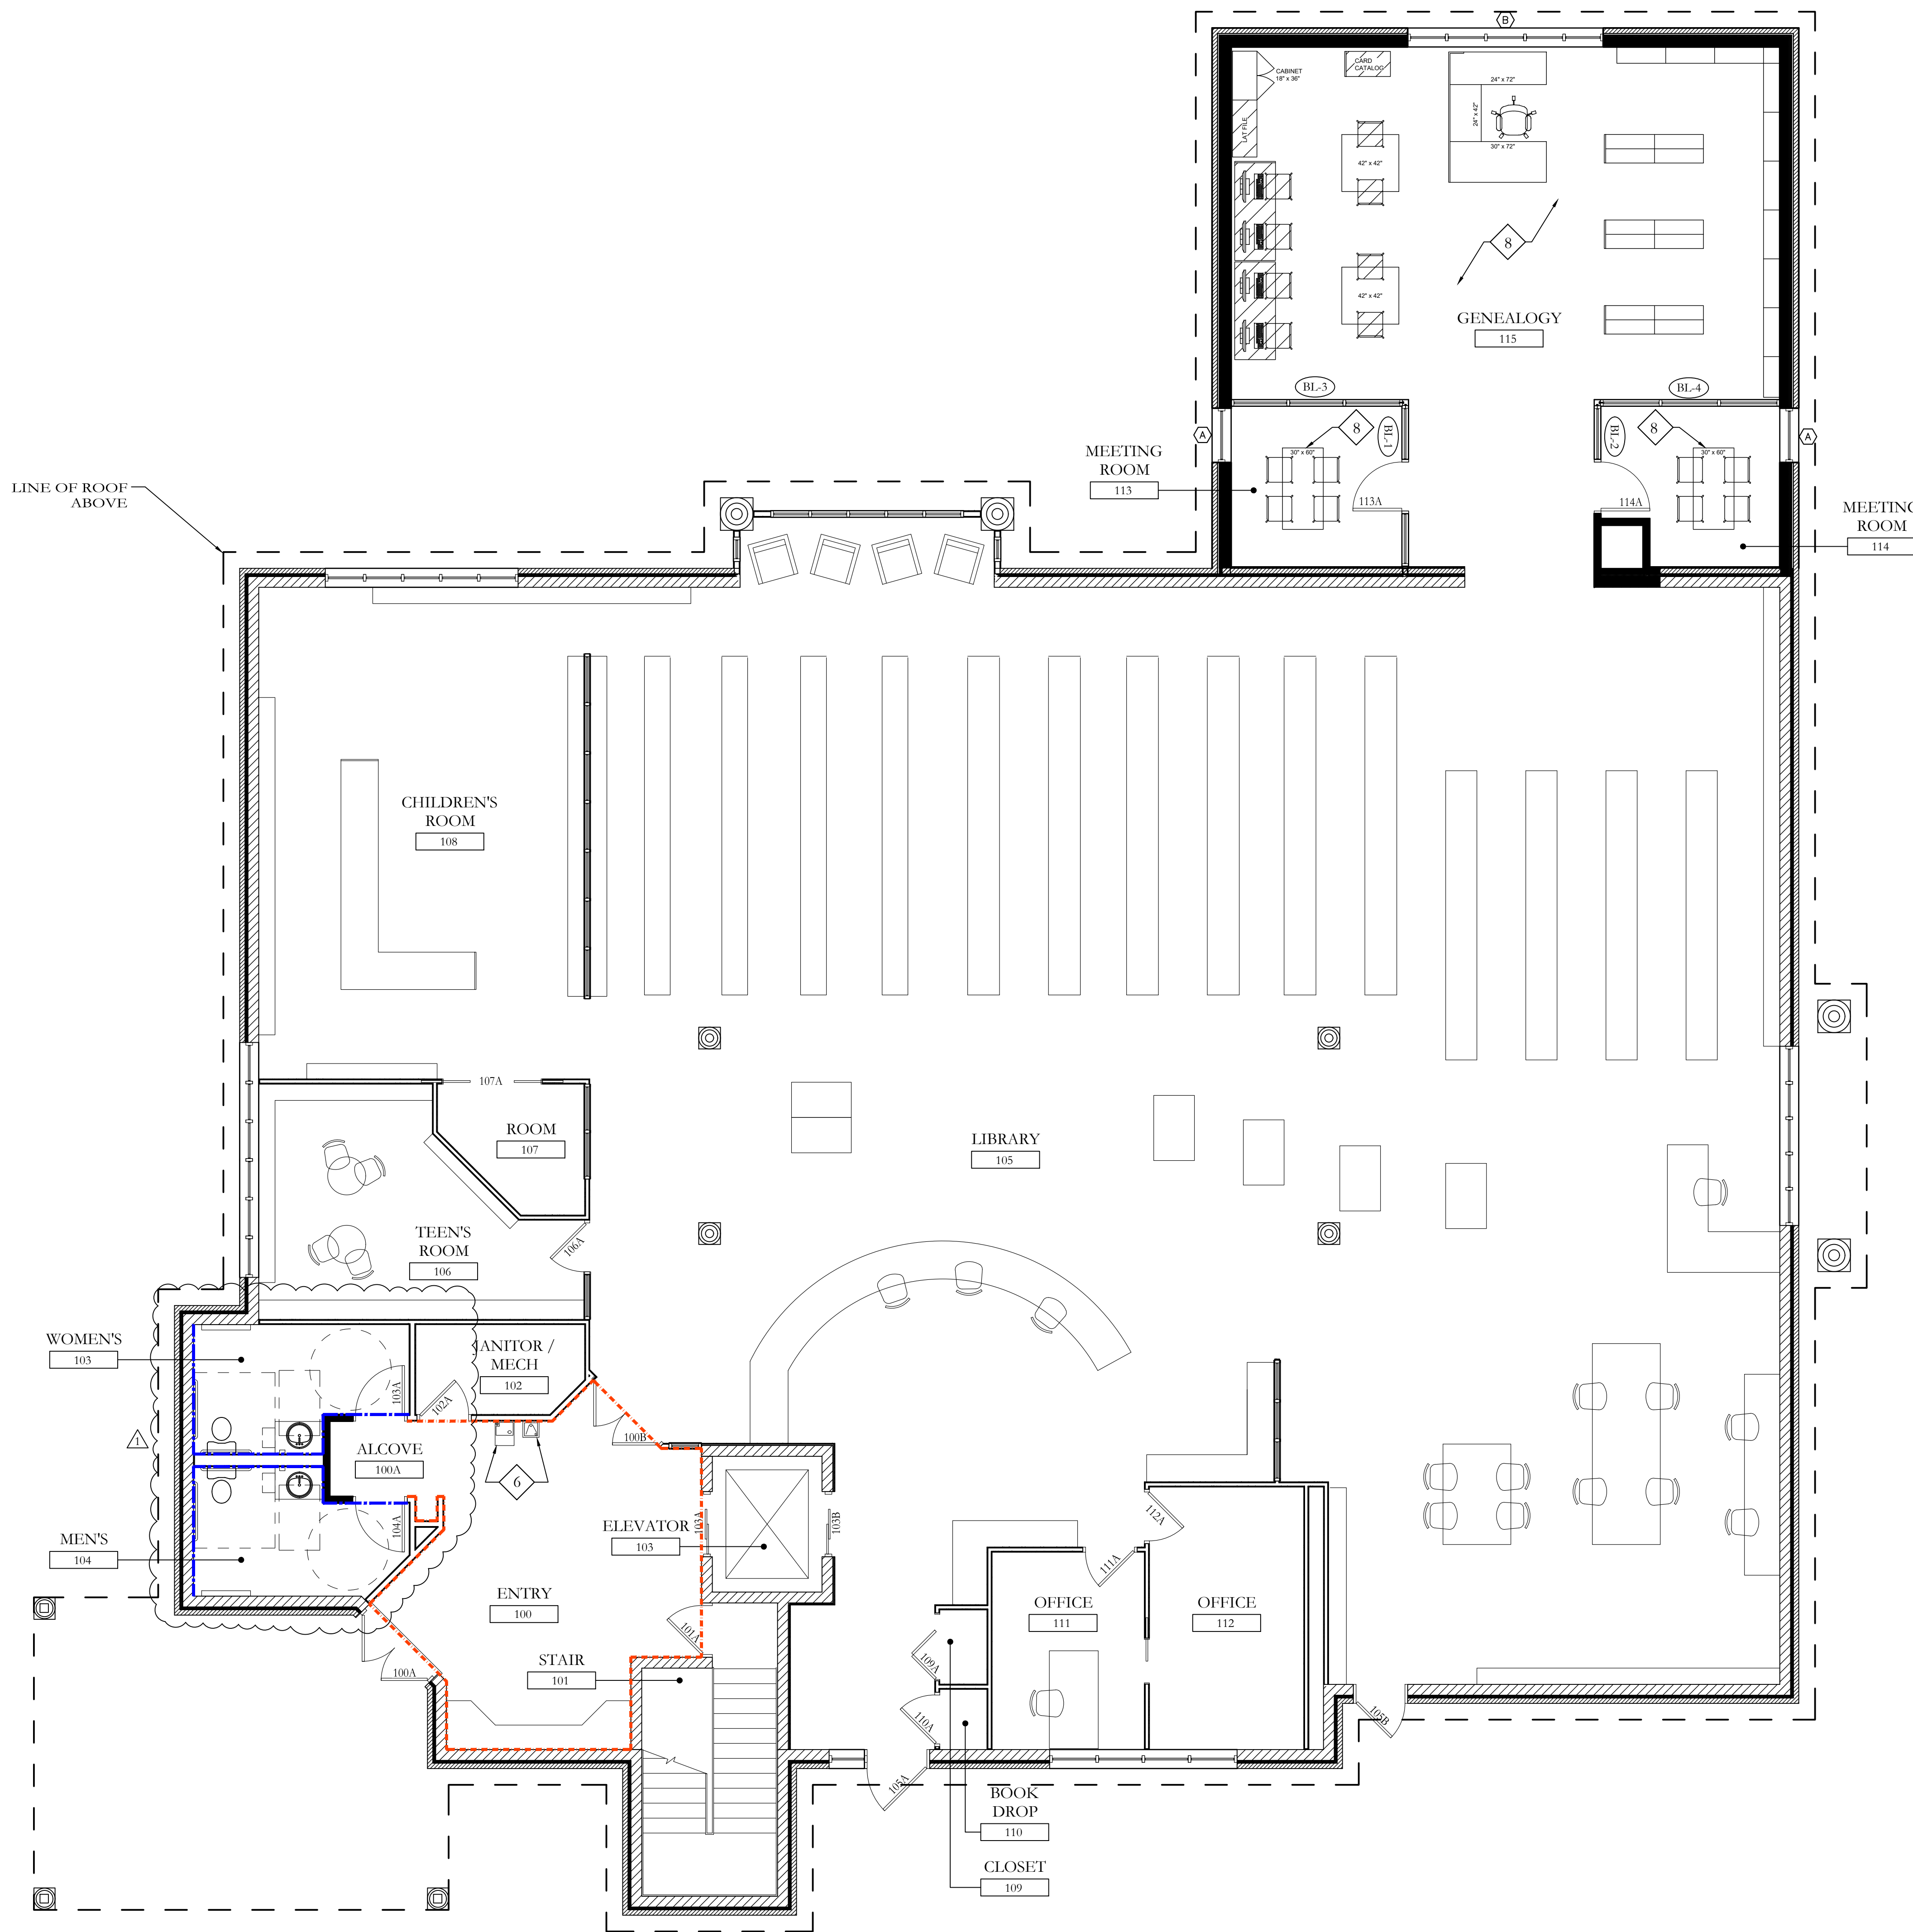 B
CABINET
18" x 36"
CARD
CATALOG
24" x 72"
24" x 42"
30" x 72"
LAT FILE
42" x 42"
42" x 42"
8
GENEALOGY
115
BL-3
BL-4
A
8
BL-1
BL-2
8
A
30" x 60"
30" x 60"
MEETING
ROOM
113
113A
114A
MEETING
ROOM
114
LINE OF ROOF
ABOVE
CHILDREN'S
ROOM
108
107A
ROOM
107
LIBRARY
105
TEEN'S
ROOM
106
106A
WOMEN'S
103
103A
JANITOR /
MECH
102
102A
1
ALCOVE
100A
100B
6
104A
MEN'S
104
ELEVATOR
103
103A
103B
112A
111A
ENTRY
100
101A
OFFICE
111
OFFICE
112
100A
STAIR
101
109A
110A
105A
105B
BOOK
DROP
110
CLOSET
109